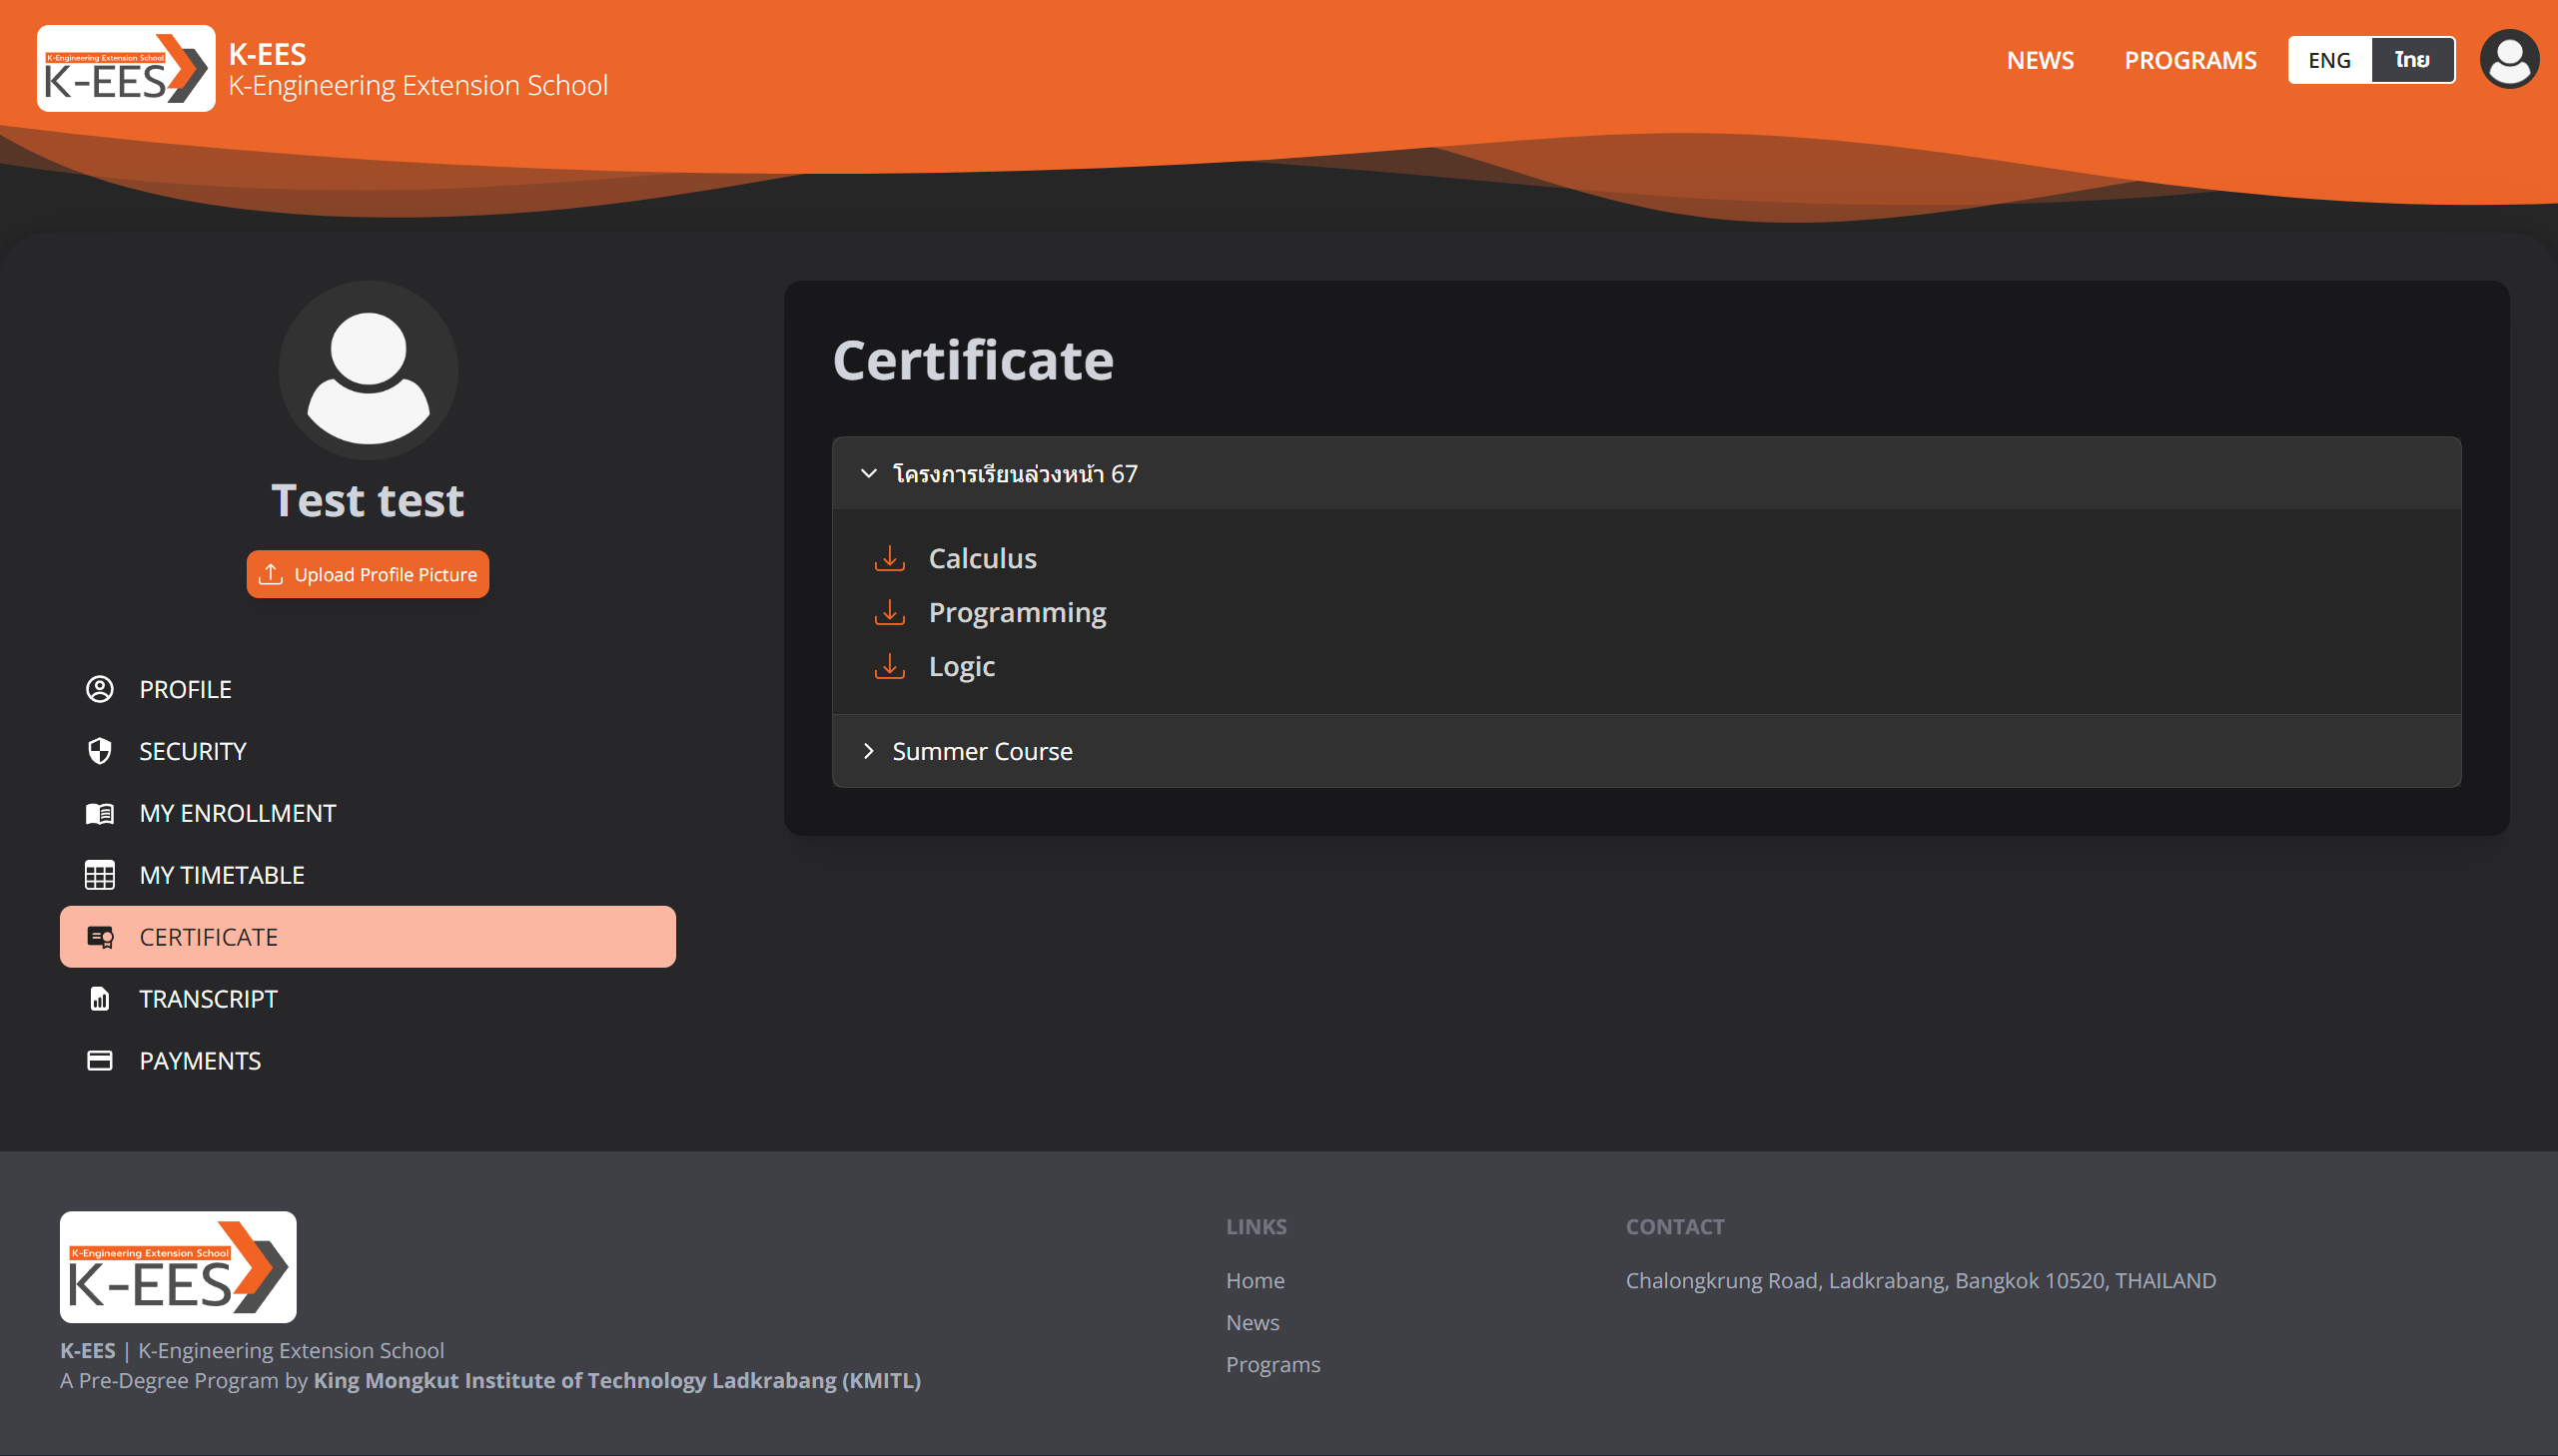 K-Engineering Extension School
K-EES
K-EES
K-Engineering Extension School
NEWS
PROGRAMS
ENG
ไทย
Test test
Upload Profile Picture
PROFILE
SECURITY
MY ENROLLMENT
MY TIMETABLE
CERTIFICATE
TRANSCRIPT
PAYMENTS
Certificate
โครงการเรียนล่วงหน้า 67
Calculus
Programming
Logic
Summer Course
K-Engineering Extension School
K-EES
K-EES | K-Engineering Extension School
A Pre-Degree Program by King Mongkut Institute of Technology Ladkrabang (KMITL)
LINKS
Home
News
Programs
CONTACT
Chalongkrung Road, Ladkrabang, Bangkok 10520, THAILAND